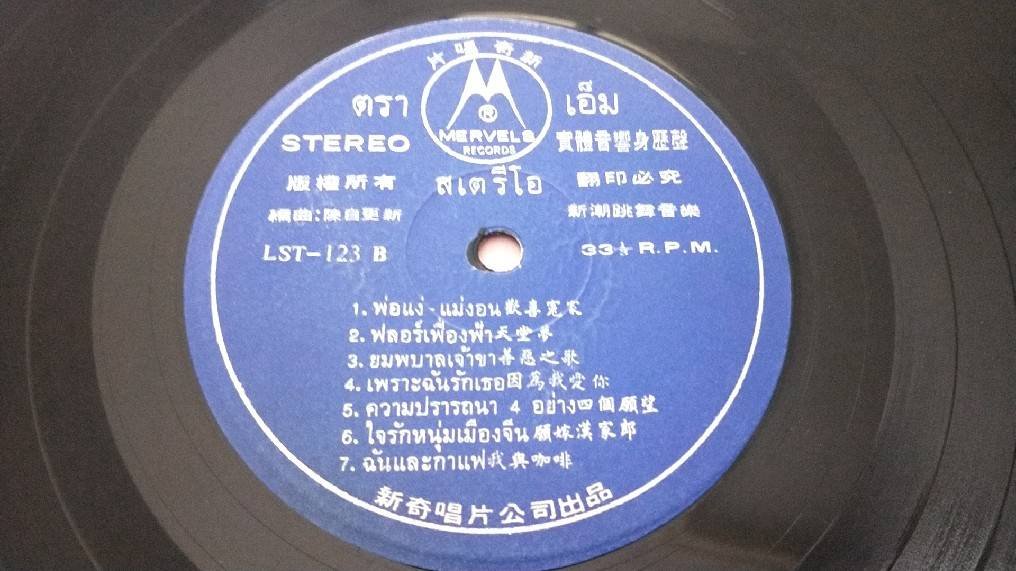 新奇唱片
ตรา เอ็ม
® MERVELS
RECORDS
STEREO 實體音響身歷聲
版權所有 สเตริโอ 翻印必究
編曲:陳自更新 新潮跳舞音樂
LST-123 B 33⅓ R.P.M.
1. พ่อแง่ - แม่งอน 歡喜冤家
2. ฟลอร์เฟื่องฟ้า 天堂夢
3. ยมพบาลเจ้าขา 善惡之歌
4. เพราะฉันรักเธอ 因為我愛你
5. ความปรารถนา 4 อย่าง 四個願望
6. ใจรักหนุ่มเมืองจีน 願嫁漢家郎
7. ฉันและกาแฟ 我與咖啡
新奇唱片公司出品